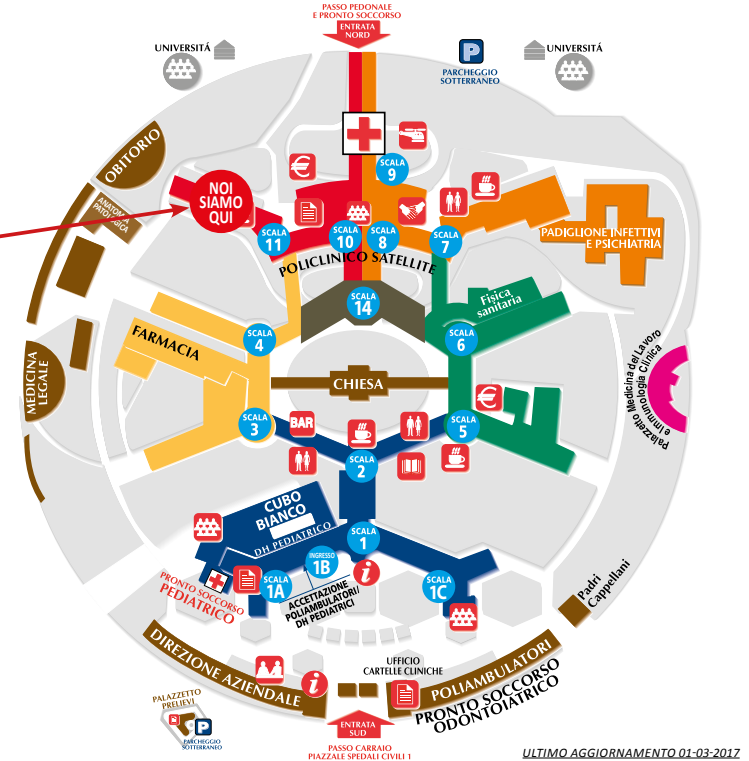 PASSO PEDONALE
E PRONTO SOCCORSO
ENTRATA
NORD
UNIVERSITÁ
P
PARCHEGGIO
SOTTERRANEO
UNIVERSITÁ
OBITORIO
ANATOMIA
PATOLOGICA
NOI
SIAMO
QUI
€
SCALA
9
SCALA
11
SCALA
10
SCALA
8
SCALA
7
PADIGLIONE INFETTIVI
E PSICHIATRIA
POLICLINICO SATELLITE
SCALA
14
Fisica
sanitaria
FARMACIA
SCALA
4
SCALA
6
MEDICINA
LEGALE
CHIESA
Palazzetto Medicina del Lavoro
e Immunologia Clinica
€
SCALA
3
BAR
SCALA
5
SCALA
2
CUBO
BIANCO
DH PEDIATRICO
SCALA
1
INGRESSO
1B
PRONTO SOCCORSO
PEDIATRICO
SCALA
1A
ACCETTAZIONE
POLIAMBULATORI/
DH PEDIATRICI
i
SCALA
1C
Padri
Cappellani
DIREZIONE AZIENDALE
i
UFFICIO
CARTELLE CLINICHE
POLIAMBULATORI
PRONTO SOCCORSO
ODONTOIATRICO
PALAZZETTO
PRELIEVI
P
PARCHEGGIO
SOTTERRANEO
ENTRATA
SUD
PASSO CARRAIO
PIAZZALE SPEDALI CIVILI 1
ULTIMO AGGIORNAMENTO 01-03-2017